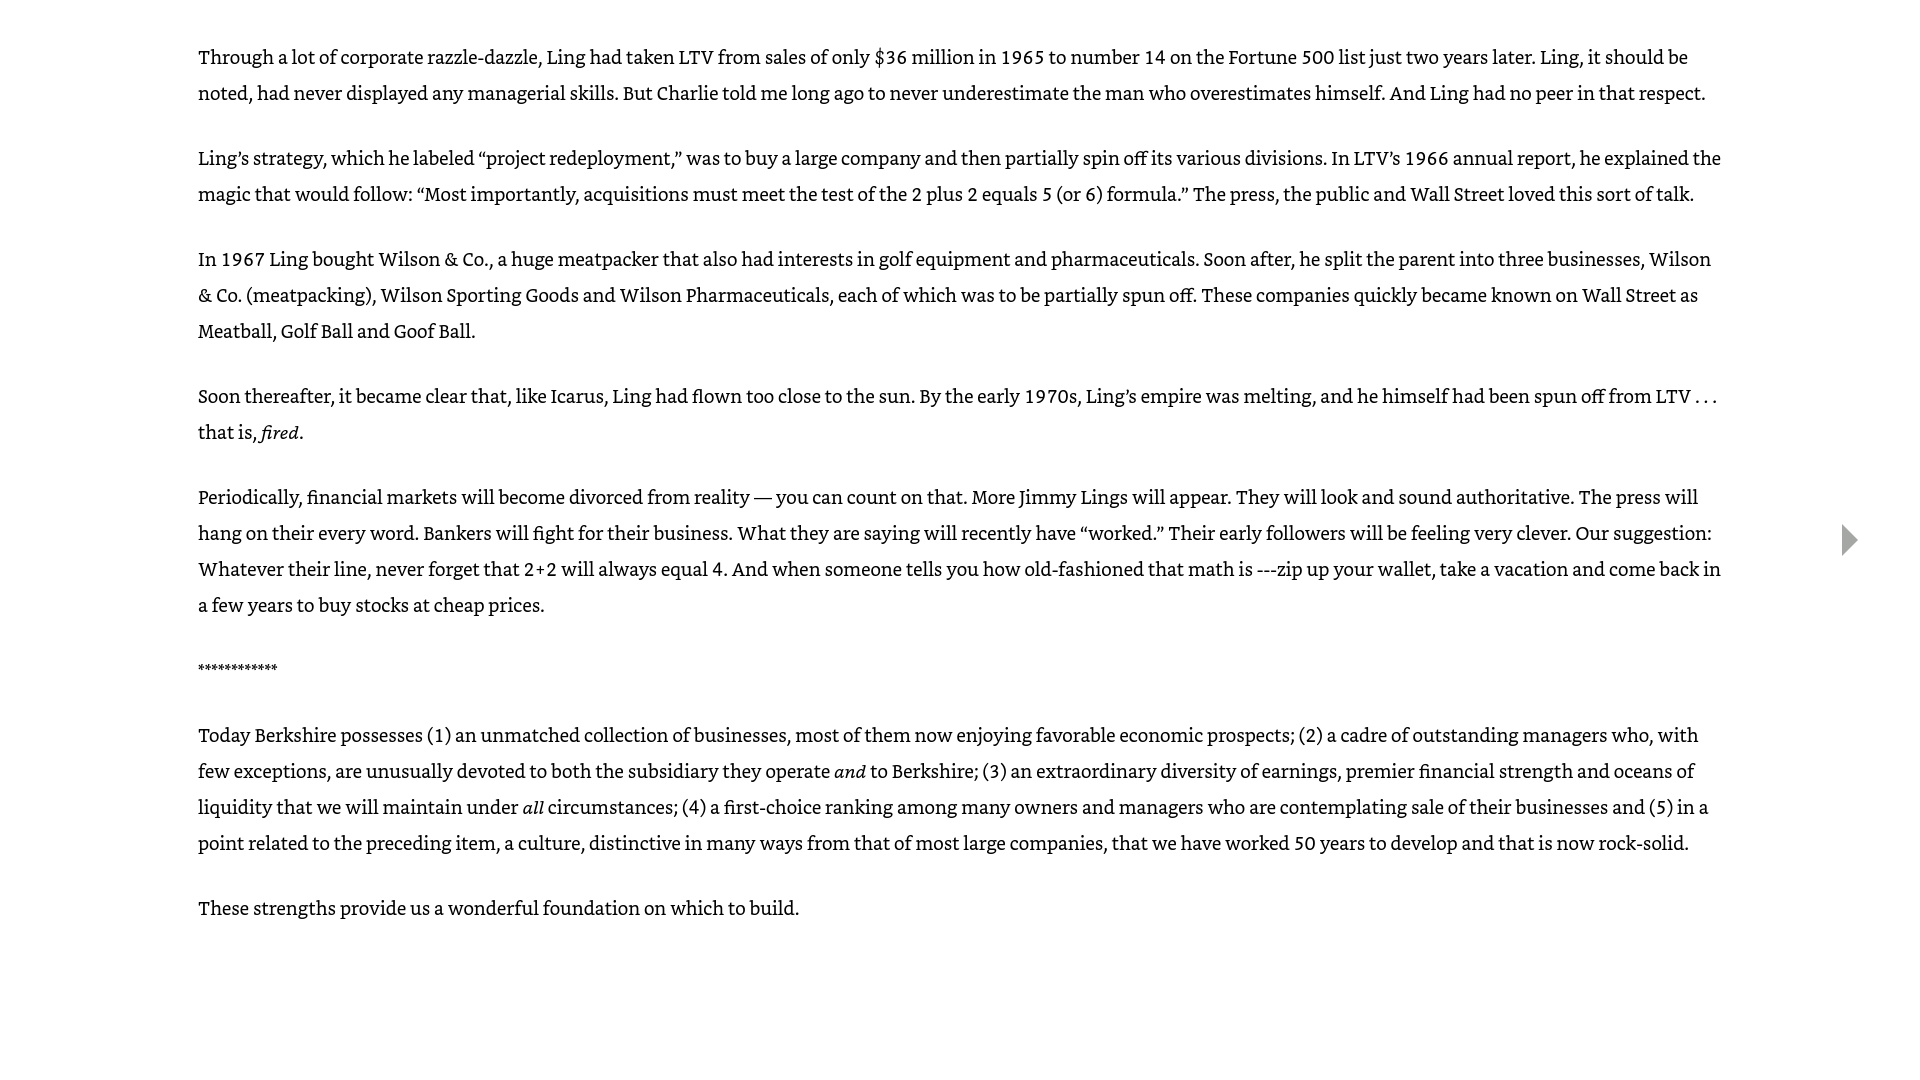 Through a lot of corporate razzle-dazzle, Ling had taken LTV from sales of only $36 million in 1965 to number 14 on the Fortune 500 list just two years later. Ling, it should be
noted, had never displayed any managerial skills. But Charlie told me long ago to never underestimate the man who overestimates himself. And Ling had no peer in that respect.
Ling’s strategy, which he labeled “project redeployment,” was to buy a large company and then partially spin off its various divisions. In LTV’s 1966 annual report, he explained the
magic that would follow: “Most importantly, acquisitions must meet the test of the 2 plus 2 equals 5 (or 6) formula.” The press, the public and Wall Street loved this sort of talk.
In 1967 Ling bought Wilson & Co., a huge meatpacker that also had interests in golf equipment and pharmaceuticals. Soon after, he split the parent into three businesses, Wilson
& Co. (meatpacking), Wilson Sporting Goods and Wilson Pharmaceuticals, each of which was to be partially spun off. These companies quickly became known on Wall Street as
Meatball, Golf Ball and Goof Ball.
Soon thereafter, it became clear that, like Icarus, Ling had flown too close to the sun. By the early 1970s, Ling’s empire was melting, and he himself had been spun off from LTV . . .
that is, fired.
Periodically, financial markets will become divorced from reality — you can count on that. More Jimmy Lings will appear. They will look and sound authoritative. The press will
hang on their every word. Bankers will fight for their business. What they are saying will recently have “worked.” Their early followers will be feeling very clever. Our suggestion:
Whatever their line, never forget that 2+2 will always equal 4. And when someone tells you how old-fashioned that math is ---zip up your wallet, take a vacation and come back in
a few years to buy stocks at cheap prices.
************
Today Berkshire possesses (1) an unmatched collection of businesses, most of them now enjoying favorable economic prospects; (2) a cadre of outstanding managers who, with
few exceptions, are unusually devoted to both the subsidiary they operate and to Berkshire; (3) an extraordinary diversity of earnings, premier financial strength and oceans of
liquidity that we will maintain under all circumstances; (4) a first-choice ranking among many owners and managers who are contemplating sale of their businesses and (5) in a
point related to the preceding item, a culture, distinctive in many ways from that of most large companies, that we have worked 50 years to develop and that is now rock-solid.
These strengths provide us a wonderful foundation on which to build.